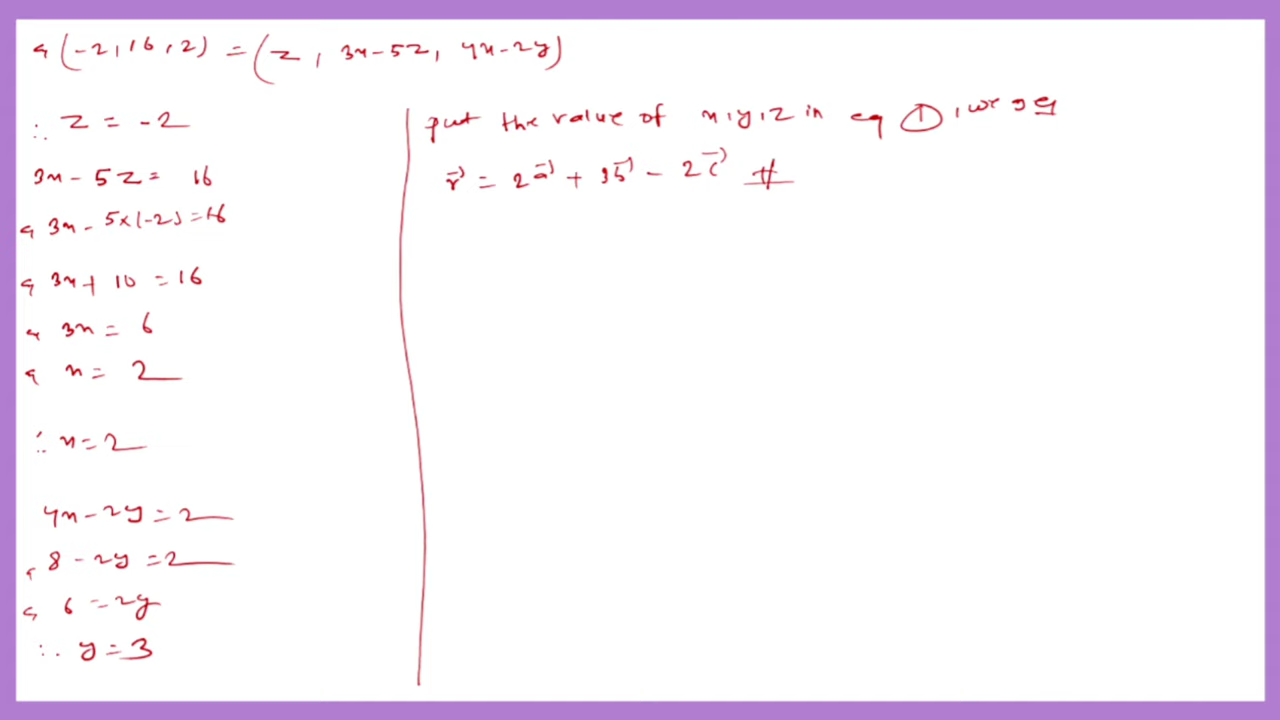 (-2, 16, 2) = (z, 3x-5z, 4x-2y)
∴ z = -2
3x - 5z = 16
3x - 5×(-2) = 16
3x + 10 = 16
3x = 6
x = 2
∴ x = 2
4x - 2y = 2
8 - 2y = 2
6 = 2y
∴ y = 3
put the value of x, y, z in eq ①, we
r⃗ = 2a⃗ + 3b⃗ - 2c⃗ #